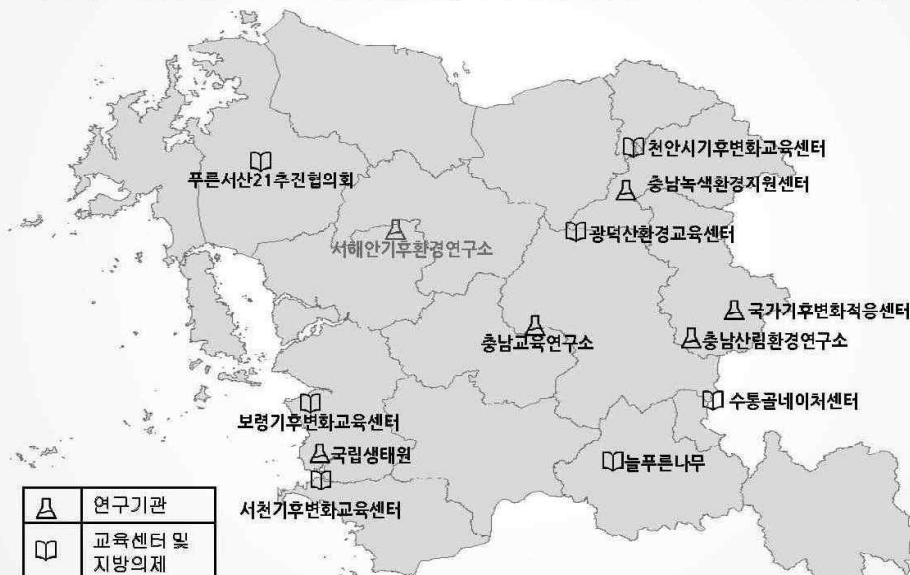 천안시기후변화교육센터
푸른서산21추진협의회
충남녹색환경지원센터
광덕산환경교육센터
서해안기후환경연구소
국가기후변화적응센터
충남교육연구소
충남산림환경연구소
수통골네이처센터
보령기후변화교육센터
국립생태원
늘푸른나무
서천기후변화교육센터
연구기관
교육센터 및
지방의제